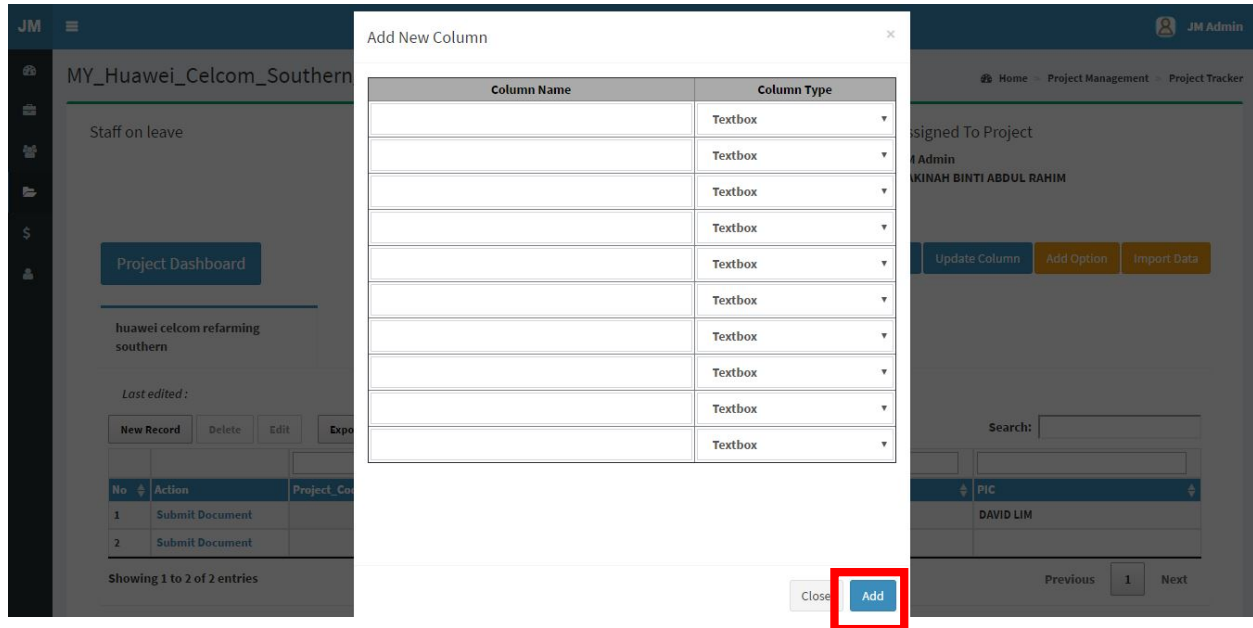 JM
JM Admin
Add New Column
×
MY_Huawei_Celcom_Southern
Home > Project Management > Project Tracker
Column Name Column Type
Textbox
Textbox
Textbox
Textbox
Textbox
Textbox
Textbox
Textbox
Textbox
Textbox
Staff on leave
ssigned To Project
M Admin
AKINAH BINTI ABDUL RAHIM
Project Dashboard
Update Column Add Option Import Data
huawei celcom refarming
southern
Last edited :
New Record Delete Edit Expo
Search:
No Action Project_Co PIC
1 Submit Document DAVID LIM
2 Submit Document
Showing 1 to 2 of 2 entries
Previous 1 Next
Close Add